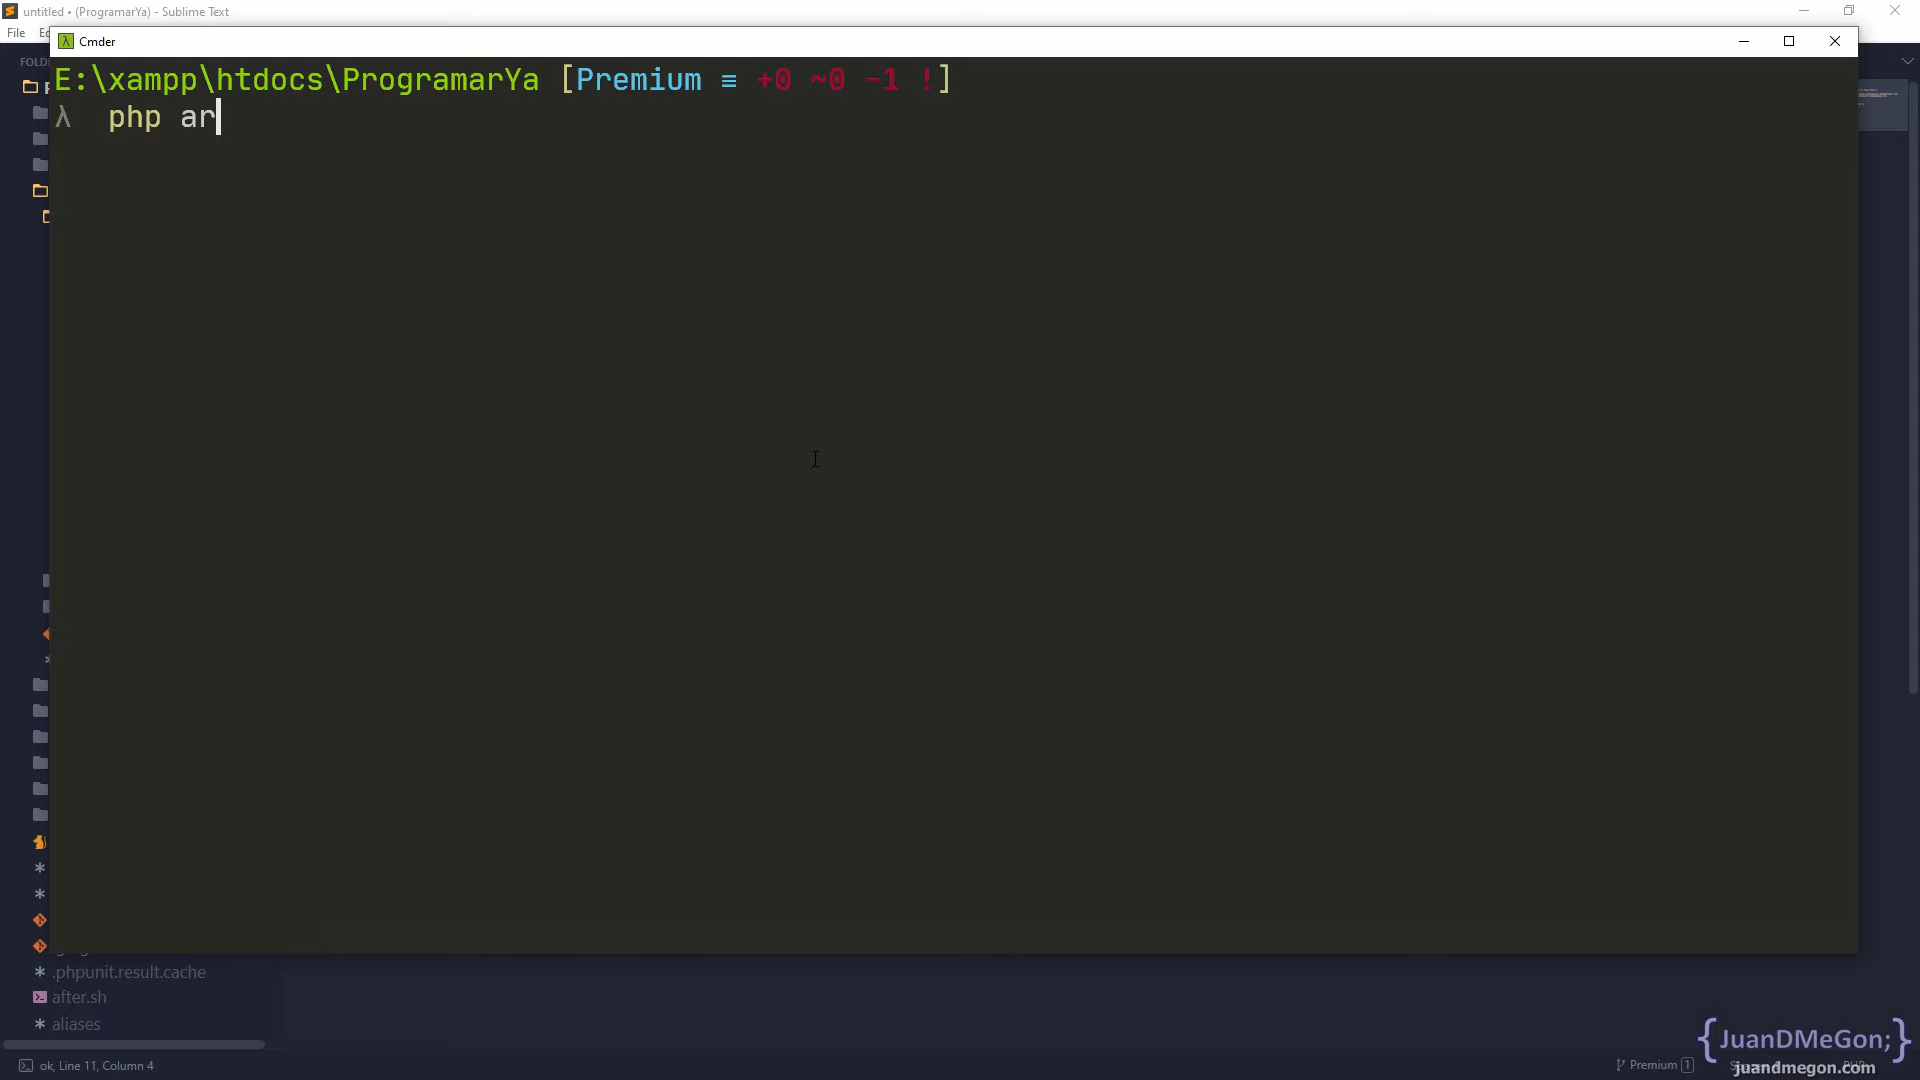 untitled • (ProgramarYa) - Sublime Text
File
Cmder
E:\xampp\htdocs\ProgramarYa [Premium ≡ +0 ~0 -1 !]
λ php ar
.phpunit.result.cache
after.sh
aliases
{JuanDMeGon;}
juandmegon.com
ok, Line 11, Column 4
Premium 1